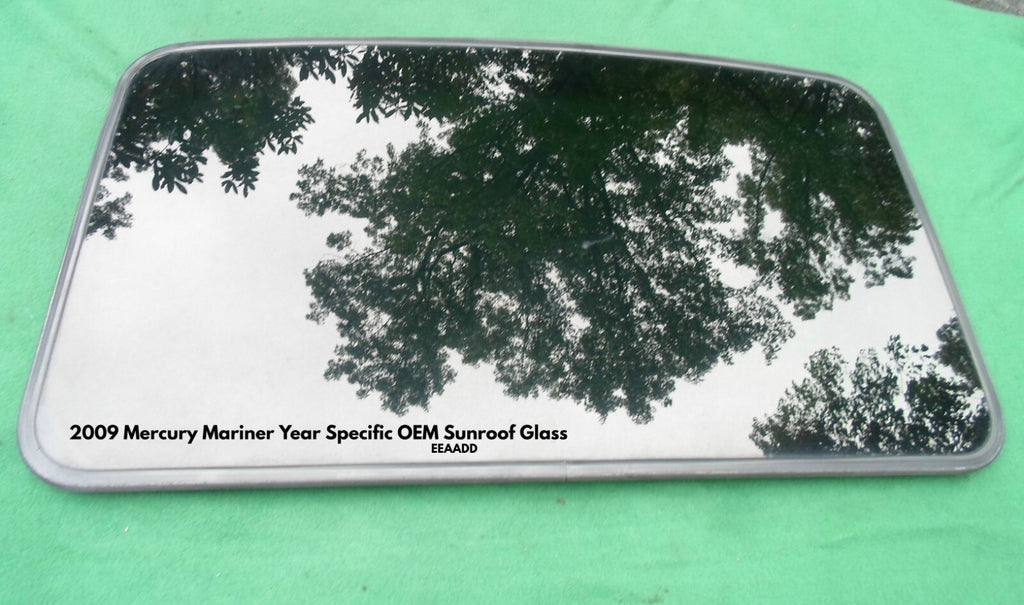 2009 Mercury Mariner Year Specific OEM Sunroof Glass
EEAADD